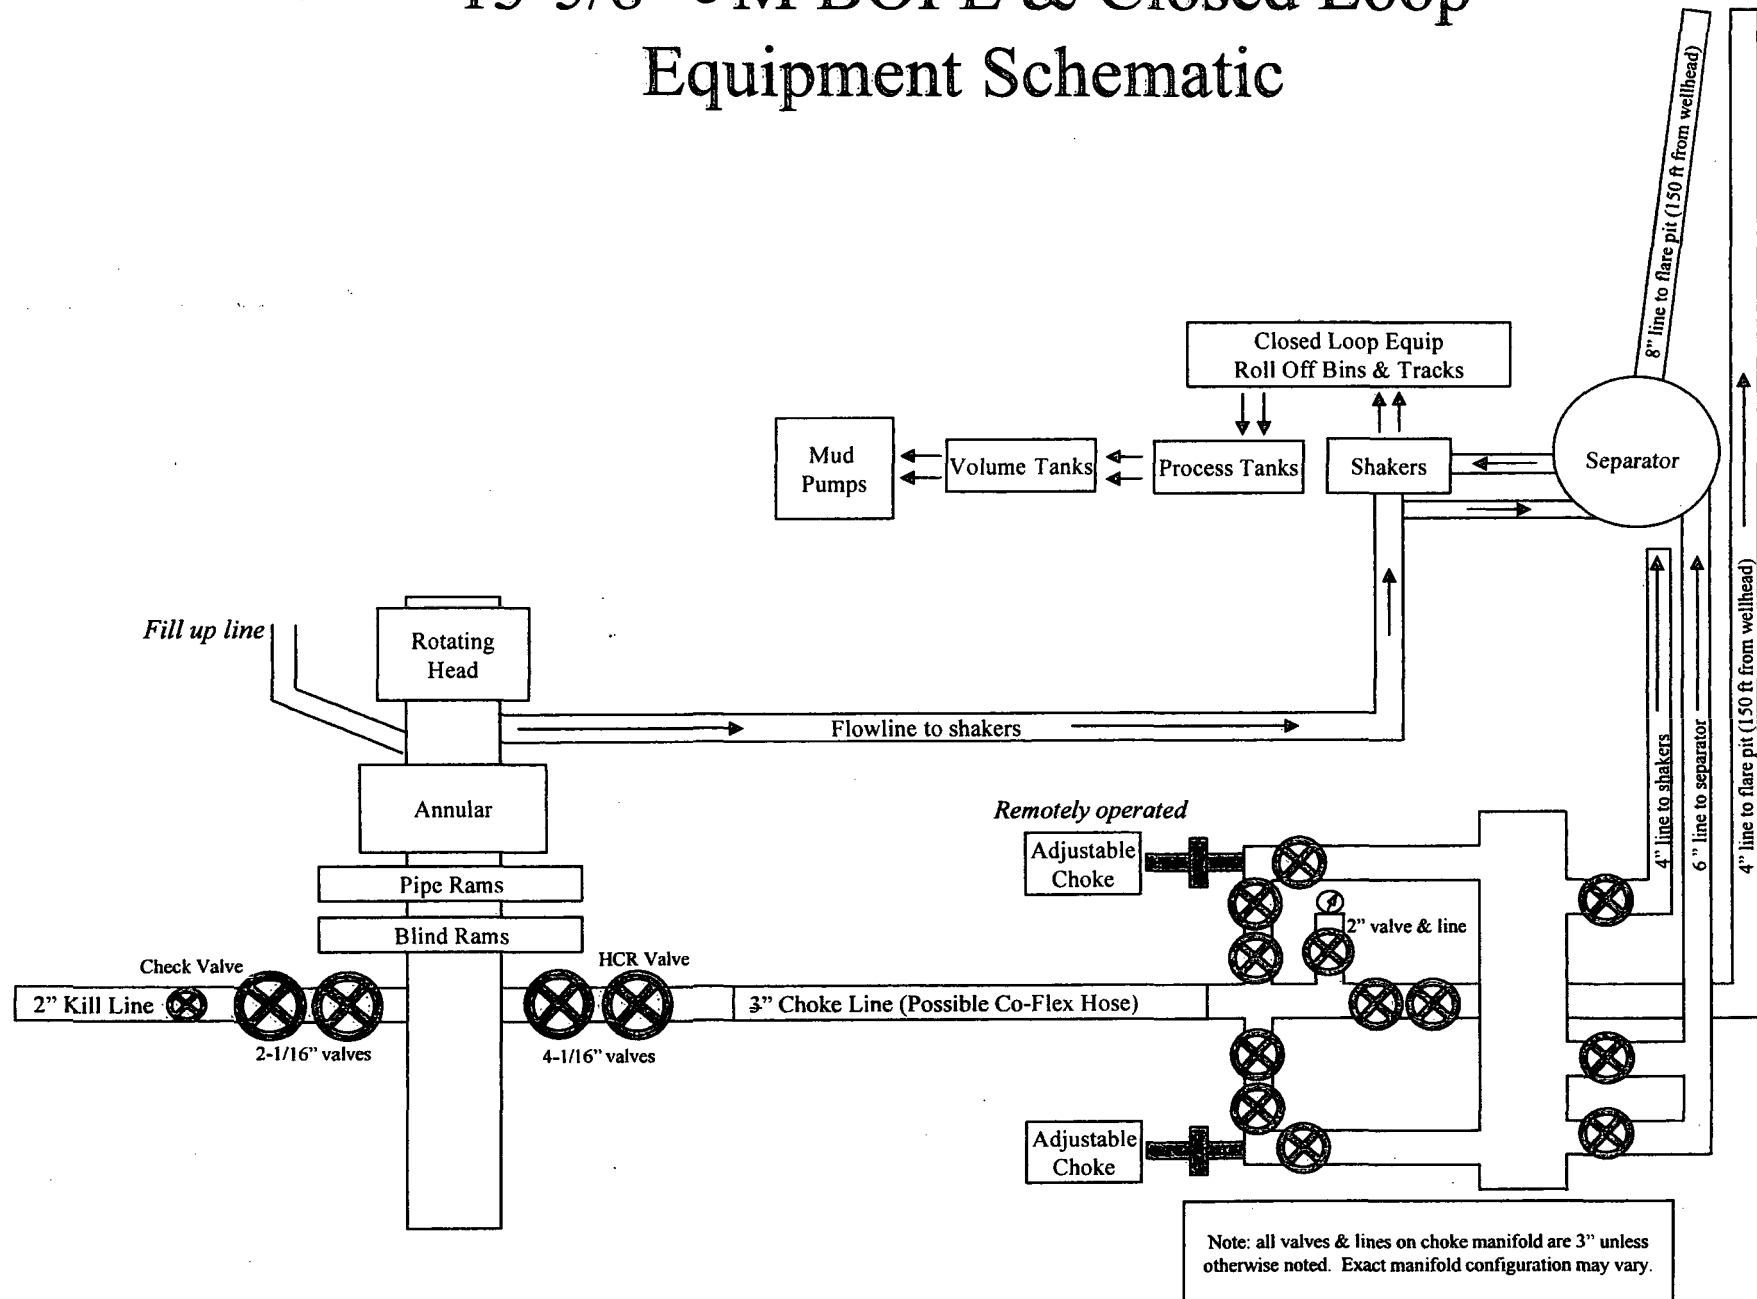 BOPE & Closed Loop
Equipment Schematic
8” line to flare pit (150 ft from wellhead)
Closed Loop Equip
Roll Off Bins & Tracks
Mud
Pumps
Volume Tanks
Process Tanks
Shakers
Separator
Fill up line
Rotating
Head
Flowline to shakers
4” line to shakers
6” line to separator
4” line to flare pit (150 ft from wellhead)
Annular
Remotely operated
Adjustable
Choke
Pipe Rams
Blind Rams
2” valve & line
Check Valve
HCR Valve
2” Kill Line
3” Choke Line (Possible Co-Flex Hose)
2-1/16” valves
4-1/16” valves
Adjustable
Choke
Note: all valves & lines on choke manifold are 3” unless
otherwise noted. Exact manifold configuration may vary.